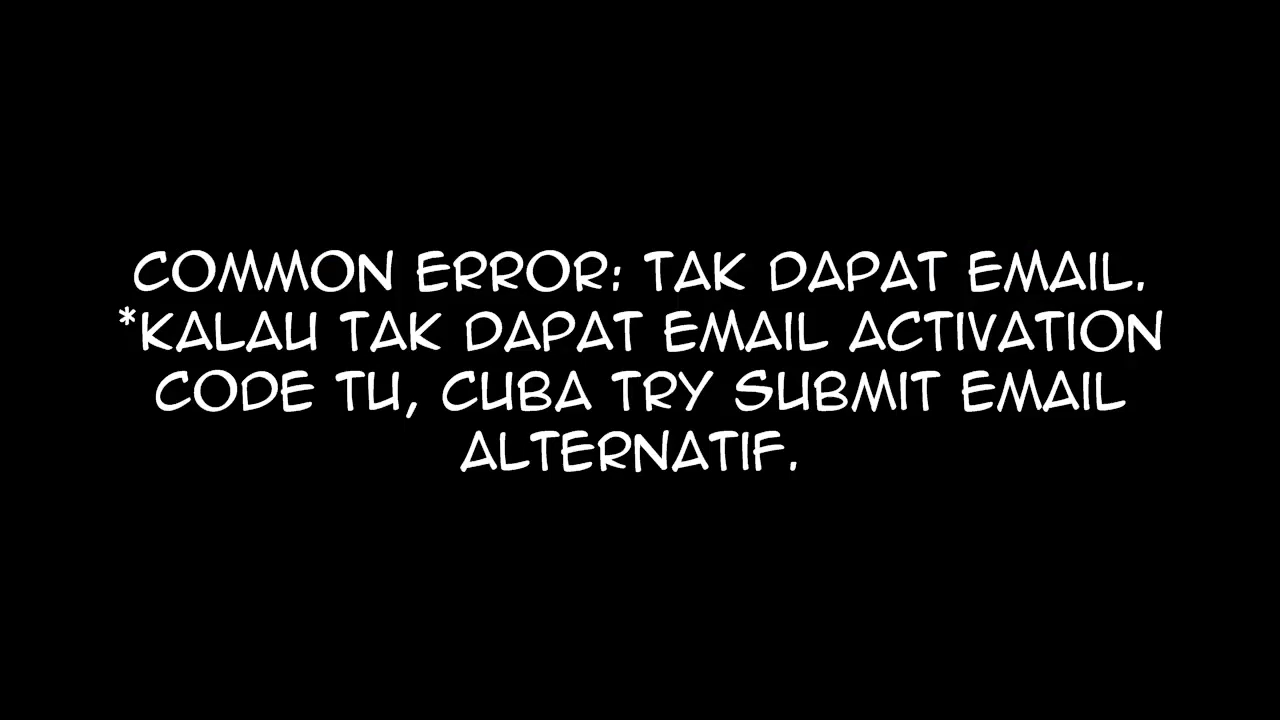 COMMON ERROR: TAK DAPAT EMAIL.
*KALAU TAK DAPAT EMAIL ACTIVATION
CODE TU, CUBA TRY SUBMIT EMAIL
ALTERNATIF.